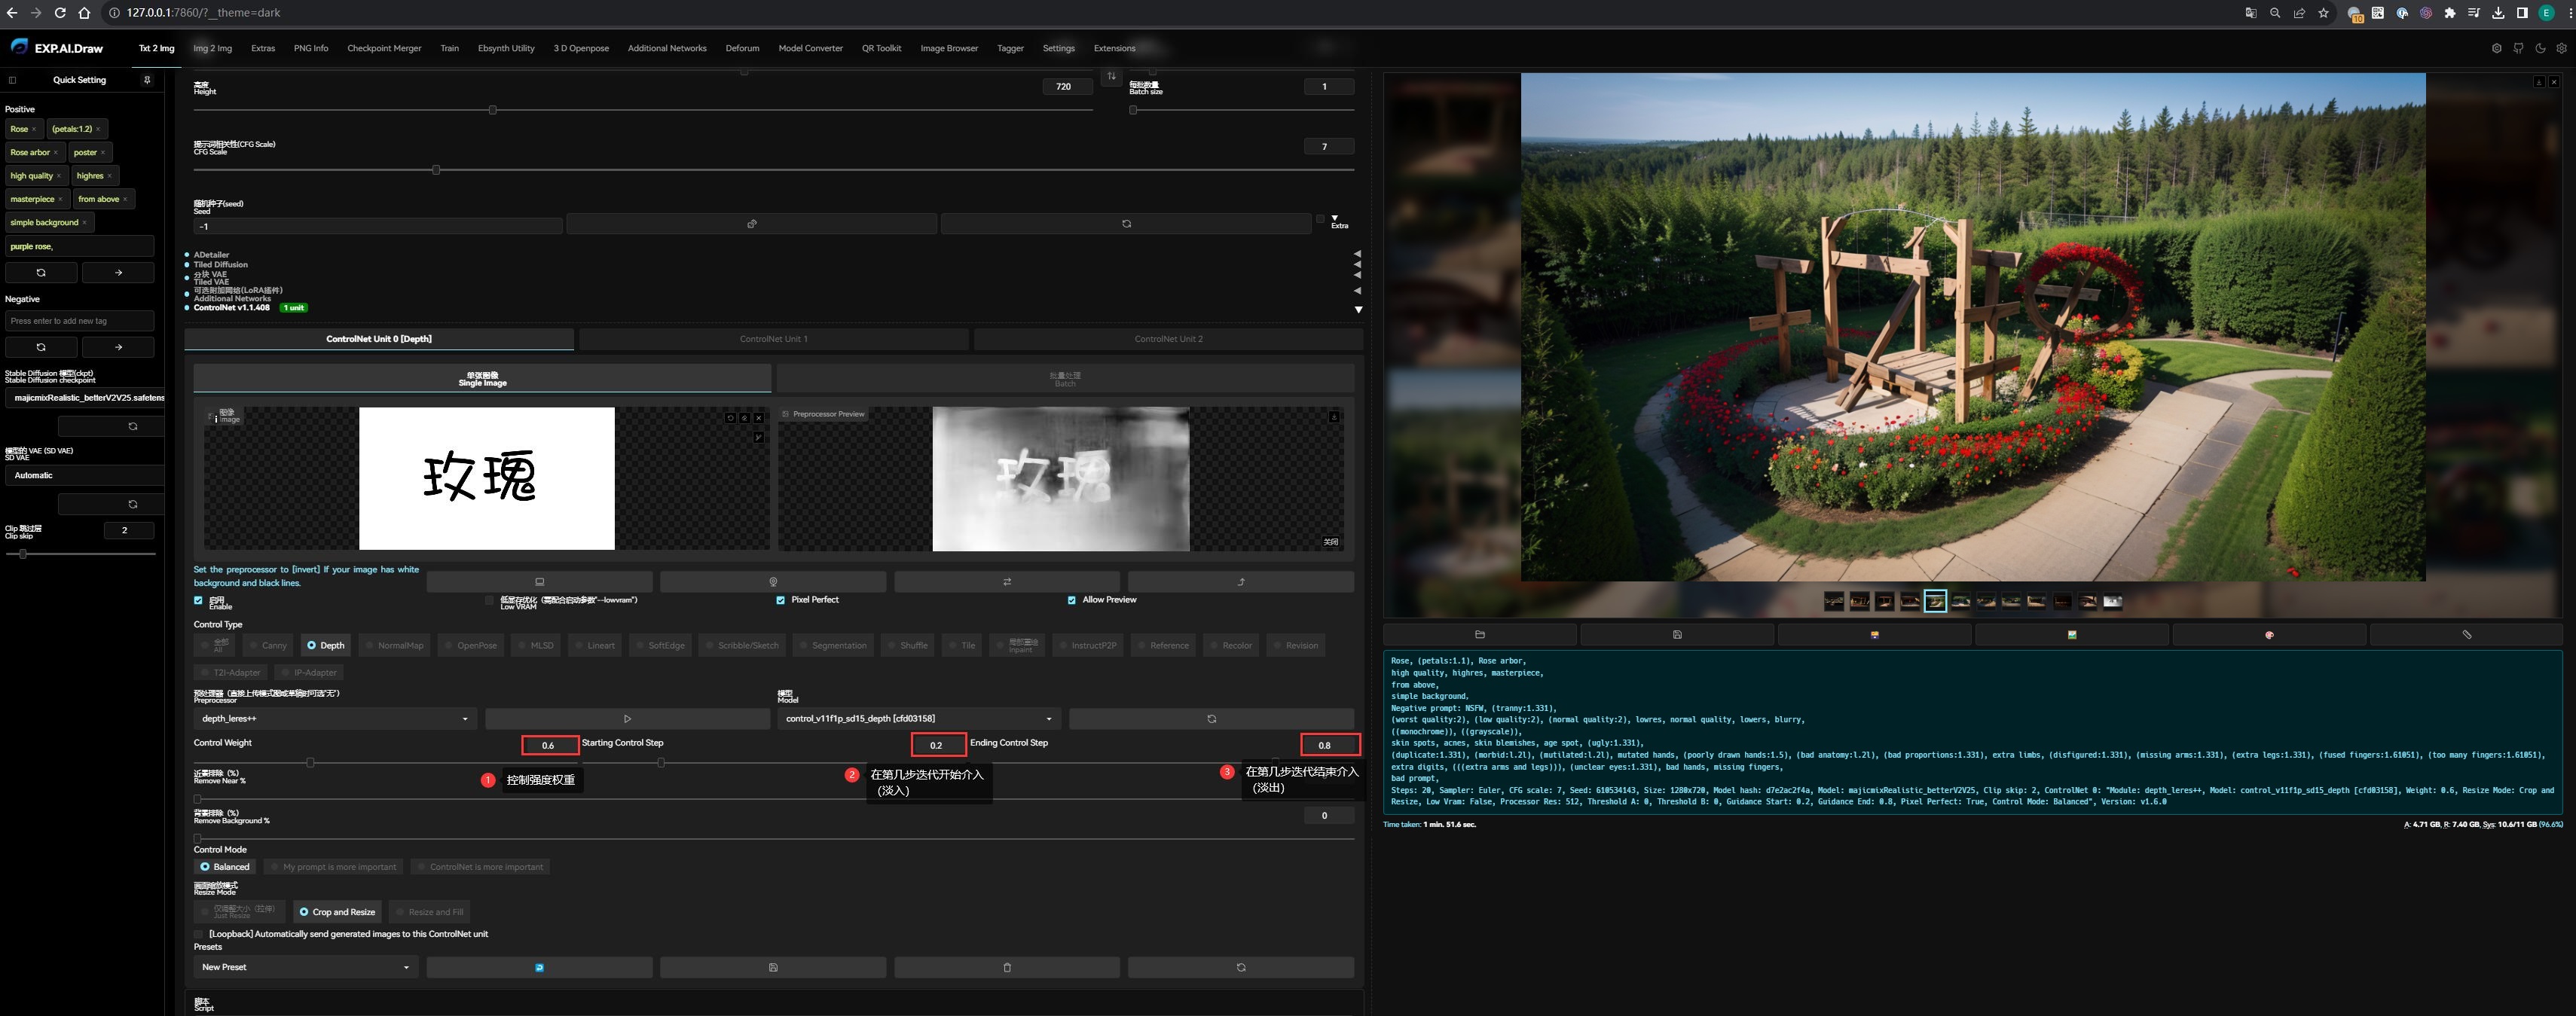 127.0.0.1:7860/?__theme=dark
EXP.AI.Draw
Txt 2 Img
Img 2 Img
Extras
PNG Info
Checkpoint Merger
Train
Ebsynth Utility
3 D Openpose
Additional Networks
Deforum
Model Converter
QR Toolkit
Image Browser
Tagger
Settings
Extensions
Quick Setting
Positive
Rose ×
(petals:1.2) ×
Rose arbor ×
poster ×
high quality ×
highres ×
masterpiece ×
from above ×
simple background ×
purple rose,
Negative
Press enter to add new tag
Stable Diffusion 模型(ckpt)
Stable Diffusion checkpoint
majicmixRealistic_betterV2V25.safetens
模型的 VAE (SD VAE)
SD VAE
Automatic
Clip 跳过层
Clip skip
2
高度
Height
720
每批数量
Batch size
1
提示词相关性(CFG Scale)
CFG Scale
7
随机种子(seed)
Seed
-1
Extra
ADetailer
Tiled Diffusion
分块 VAE
Tiled VAE
可选附加网络(LoRA插件)
Additional Networks
ControlNet v1.1.408
1 unit
ControlNet Unit 0 [Depth]
ControlNet Unit 1
ControlNet Unit 2
单张图像
Single Image
批量处理
Batch
图像
Image
玫瑰
Preprocessor Preview
玫瑰
关闭
Set the preprocessor to [invert] If your image has white
background and black lines.
启用
Enable
低显存优化（需配合启动参数"--lowvram"）
Low VRAM
Pixel Perfect
Allow Preview
Control Type
全部
All
Canny
Depth
NormalMap
OpenPose
MLSD
Lineart
SoftEdge
Scribble/Sketch
Segmentation
Shuffle
Tile
局部重绘
Inpaint
InstructP2P
Reference
Recolor
Revision
T2I-Adapter
IP-Adapter
Preprocessor
模型
Model
depth_leres++
control_v11f1p_sd15_depth [cfd03158]
Control Weight
0.6
Starting Control Step
0.2
Ending Control Step
0.8
1 控制强度权重
2 在第几步迭代开始介入
（淡入）
3 在第几步迭代结束介入
（淡出）
近景排除（%）
Remove Near %
背景排除（%）
Remove Background %
0
Control Mode
Balanced
My prompt is more important
ControlNet is more important
画面缩放模式
Resize Mode
仅调整大小（拉伸）
Just Resize
Crop and Resize
Resize and Fill
[Loopback] Automatically send generated images to this ControlNet unit
Presets
New Preset
脚本
Script
Rose, (petals:1.1), Rose arbor,
high quality, highres, masterpiece,
from above,
simple background,
Negative prompt: NSFW, (tranny:1.331),
(worst quality:2), (low quality:2), (normal quality:2), lowres, normal quality, lowers, blurry,
((monochrome)), ((grayscale)),
skin spots, acnes, skin blemishes, age spot, (ugly:1.331),
(duplicate:1.331), (morbid:1.2l), (mutilated:1.2l), mutated hands, (poorly drawn hands:1.5), (bad anatomy:l.2l), (bad proportions:1.331), extra limbs, (disfigured:1.331), (missing arms:1.331), (extra legs:1.331), (fused fingers:1.61051), (too many fingers:1.61051),
extra digits, (((extra arms and legs))), (unclear eyes:1.331), bad hands, missing fingers,
bad prompt,
Steps: 20, Sampler: Euler, CFG scale: 7, Seed: 610534143, Size: 1280x720, Model hash: d7e2ac2f4a, Model: majicmixRealistic_betterV2V25, Clip skip: 2, ControlNet 0: "Module: depth_leres++, Model: control_v11f1p_sd15_depth [cfd03158], Weight: 0.6, Resize Mode: Crop and
Resize, Low Vram: False, Processor Res: 512, Threshold A: 0, Threshold B: 0, Guidance Start: 0.2, Guidance End: 0.8, Pixel Perfect: True, Control Mode: Balanced", Version: v1.6.0
Time taken: 1 min. 51.6 sec.
A: 4.71 GB, R: 7.40 GB, Sys: 10.6/11 GB (96.6%)